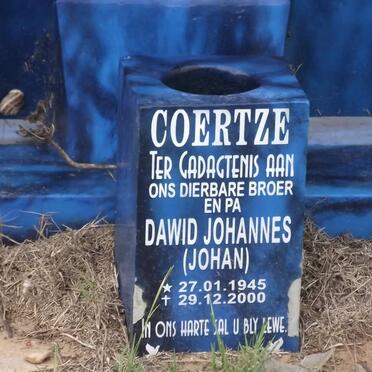 COERTZE
TER GADAGTENIS AAN
ONS DIERBARE BROER
EN PA
DAWID JOHANNES
(JOHAN)
★ 27.01.1945
✝ 29.12.2000
IN ONS HARTE SAL U BLY LEWE.